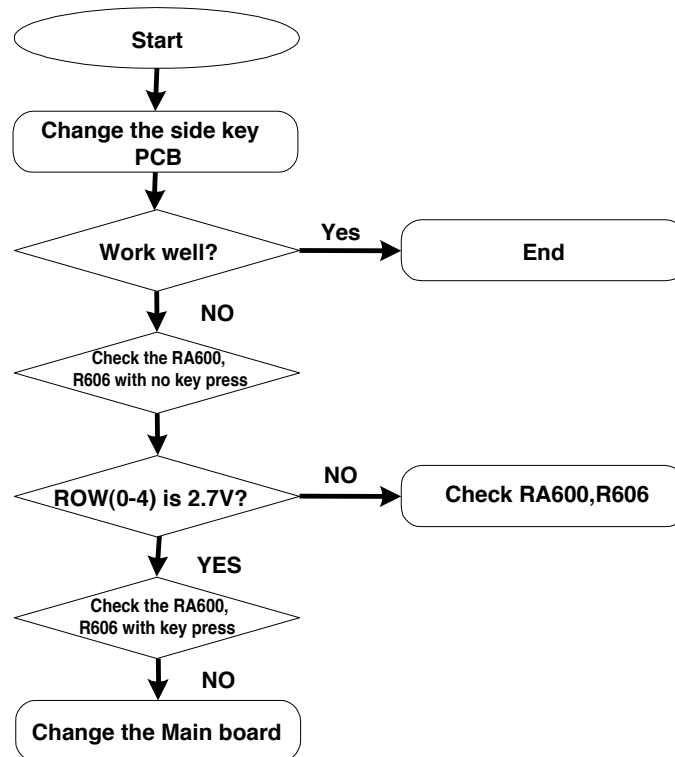 Start
Change the side key
PCB
Work well?
Yes
End
NO
Check the RA600,
R606 with no key press
ROW(0-4) is 2.7V?
NO
Check RA600,R606
YES
Check the RA600,
R606 with key press
NO
Change the Main board